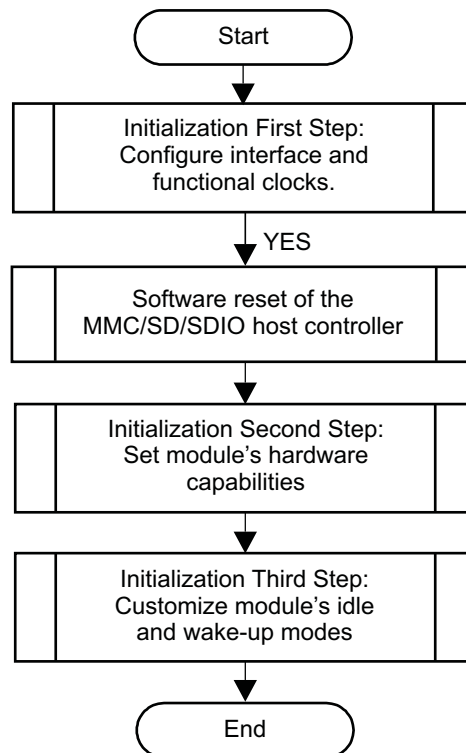 Start
Initialization First Step:
Configure interface and
functional clocks.
YES
Software reset of the
MMC/SD/SDIO host controller
Initialization Second Step:
Set module’s hardware
capabilities
Initialization Third Step:
Customize module’s idle
and wake-up modes
End